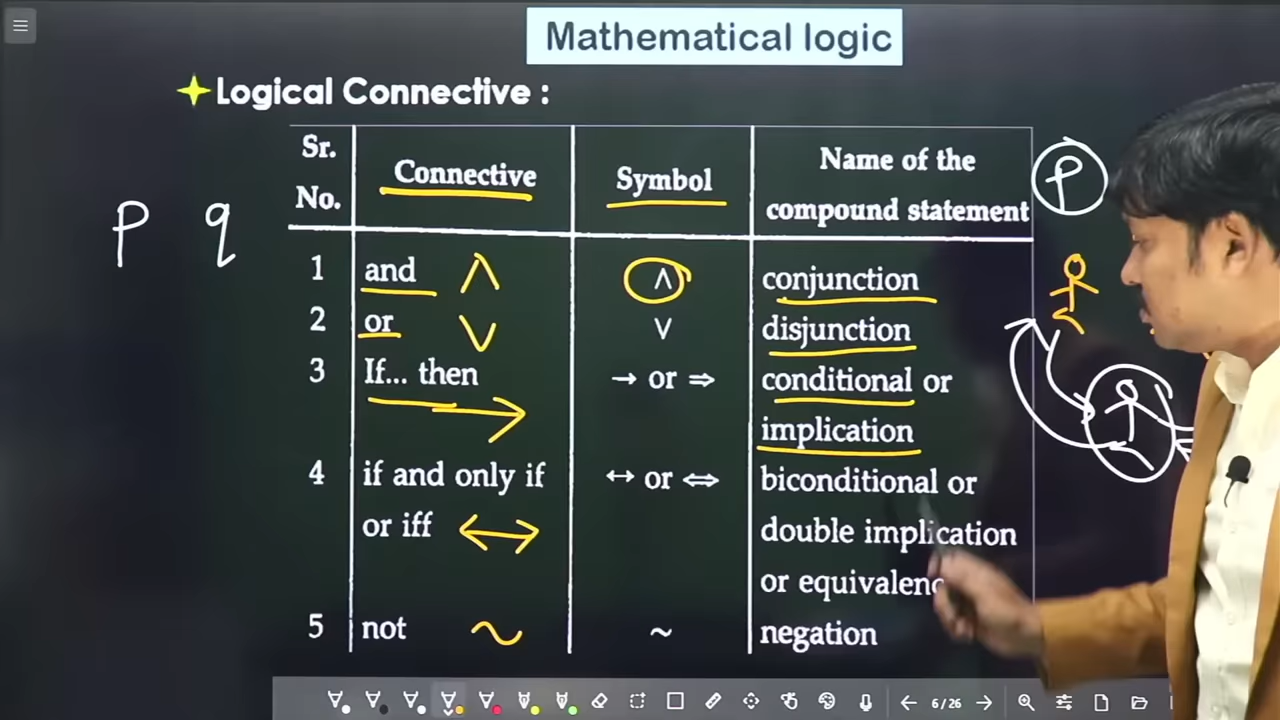 Mathematical logic
Logical Connective :
Sr. No. Connective Symbol Name of the compound statement
p q
p
1 and ∧ ∧ conjunction
2 or ∨ ∨ disjunction
3 If... then → → or ⇒ conditional or implication
4 if and only if or iff ↔ ↔ or ⇔ biconditional or double implication or
5 not ~ ~ negation
6/26